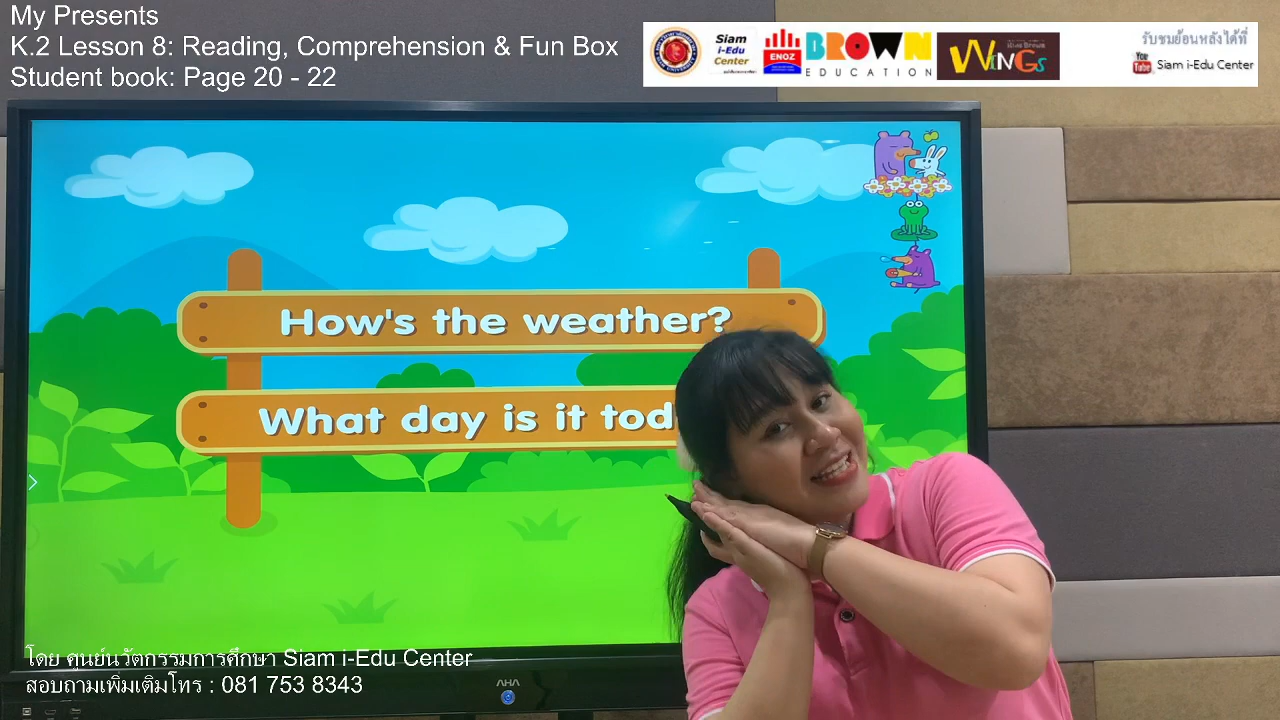 My Presents
K.2 Lesson 8: Reading, Comprehension & Fun Box
Student book: Page 20 - 22
Siam
i-Edu
Center
ENOZ
BROWN
EDUCATION
WINGS
รับชมย้อนหลังได้ที่
You
Tube
Siam i-Edu Center
How's the weather?
What day is it tod
โดย ศูนย์นวัตกรรมการศึกษา Siam i-Edu Center
สอบถามเพิ่มเติมโทร : 081 753 8343
AHA